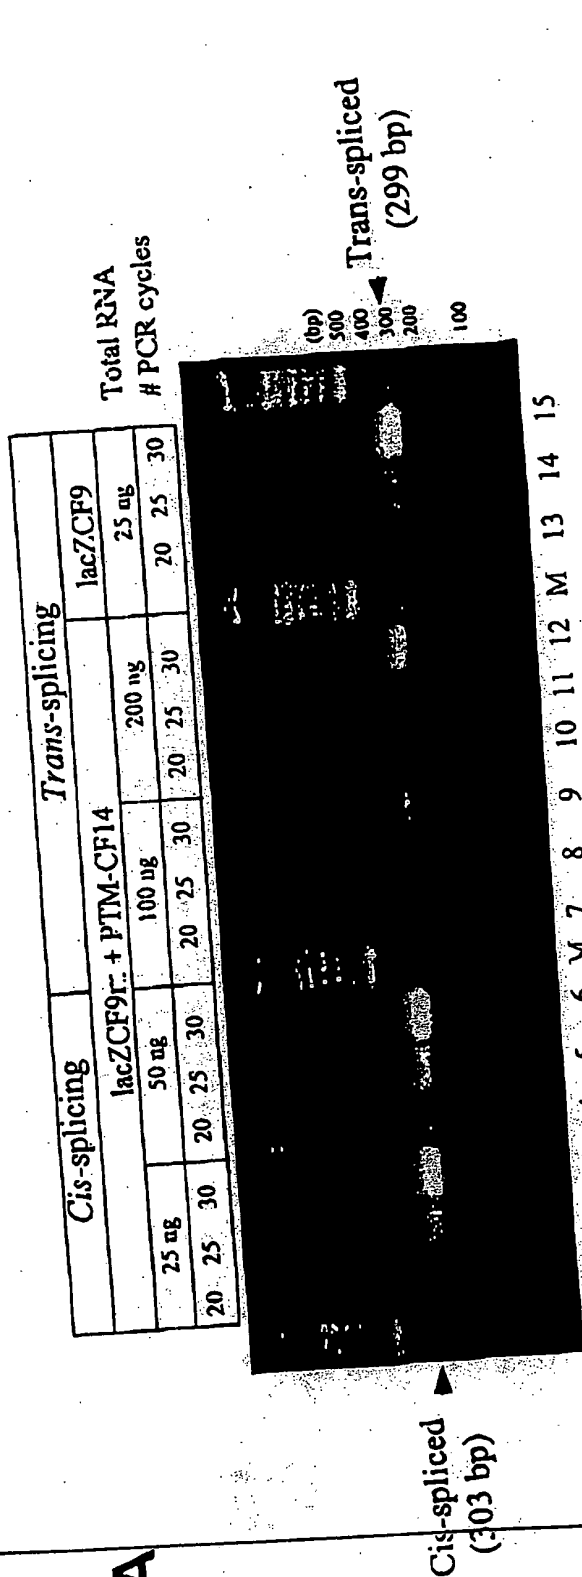 A
Cis-splicing Trans-splicing
lacZCF9 + PTM-CF14 lacZCF9
25 ng 50 ng 100 ng 200 ng 25 ng Total RNA
20 25 30 20 25 30 20 25 30 20 25 30 20 25 30 # PCR cycles
(bp)
500
400
300
200
100
Trans-spliced
(299 bp)
Cis-spliced
(303 bp)
6 M 7 8 9 10 11 12 M 13 14 15